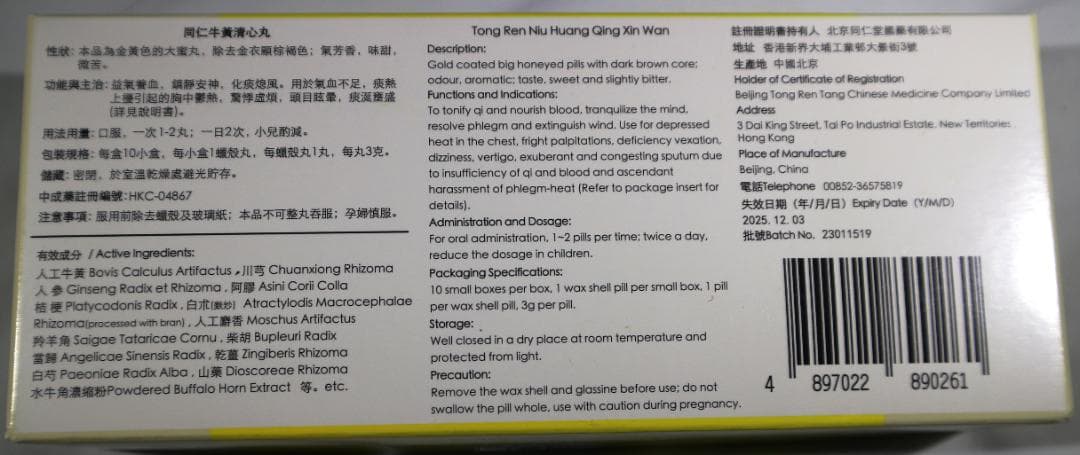 同仁牛黃清心丸
性狀: 本品為金黃色的大蜜丸，除去金衣顯棕褐色；氣芳香，味甜，
微苦。
功能與主治: 益氣養血，鎮靜安神，化痰熄風。用於氣血不足，痰熱
上擾引起的胸中鬱熱，驚悸虛煩，頭目眩暈，痰涎壅盛
(詳見說明書)。
用法用量: 口服，一次1-2丸；一日2次，小兒酌減。
包裝規格: 每盒10小盒，每小盒1蠟殼丸，每蠟殼丸1丸，每丸3克。
儲藏: 密閉，於室溫乾燥處避光貯存。
中成藥註冊編號:HKC-04867
注意事項: 服用前除去蠟殼及玻璃紙；本品不可整丸吞服；孕婦慎服。
有效成分 / Active Ingredients:
人工牛黃 Bovis Calculus Artifactus , 川芎 Chuanxiong Rhizoma
人 參 Ginseng Radix et Rhizoma , 阿膠 Asini Corii Colla
桔 梗 Platycodonis Radix , 白朮(麩炒) Atractylodis Macrocephalae
Rhizoma(processed with bran) , 人工麝香 Moschus Artifactus
羚羊角 Saigae Tataricae Cornu , 柴胡 Bupleuri Radix
當歸 Angelicae Sinensis Radix , 乾薑 Zingiberis Rhizoma
白芍 Paeoniae Radix Alba , 山藥 Dioscoreae Rhizoma
水牛角濃縮粉Powdered Buffalo Horn Extract 等。etc.
Tong Ren Niu Huang Qing Xin Wan
Description:
Gold coated big honeyed pills with dark brown core;
odour, aromatic; taste, sweet and slightly bitter.
Functions and Indications:
To tonify qi and nourish blood, tranquilize the mind,
resolve phlegm and extinguish wind. Use for depressed
heat in the chest, fright palpitations, deficiency vexation,
dizziness, vertigo, exuberant and congesting sputum due
to insufficiency of qi and blood and ascendant
harassment of phlegm-heat (Refer to package insert for
details).
Administration and Dosage:
For oral administration, 1~2 pills per time; twice a day,
reduce the dosage in children.
Packaging Specifications:
10 small boxes per box, 1 wax shell pill per small box, 1 pill
per wax shell pill, 3g per pill.
Storage:
Well closed in a dry place at room temperature and
protected from light.
Precaution:
Remove the wax shell and glassine before use; do not
swallow the pill whole, use with caution during pregnancy.
註冊證明書持有人 北京同仁堂國藥有限公司
地址 香港新界大埔工業邨大景街3號
生產地 中國北京
Holder of Certificate of Registration
Beijing Tong Ren Tang Chinese Medicine Company Limited
Address
3 Dai King Street, Tai Po Industrial Estate, New Territories,
Hong Kong
Place of Manufacture
Beijing, China
電話Telephone 00852-36575819
失效日期（年/月/日）Expiry Date（Y/M/D）
2025. 12. 03
批號Batch No. 23011519
4 897022 890261